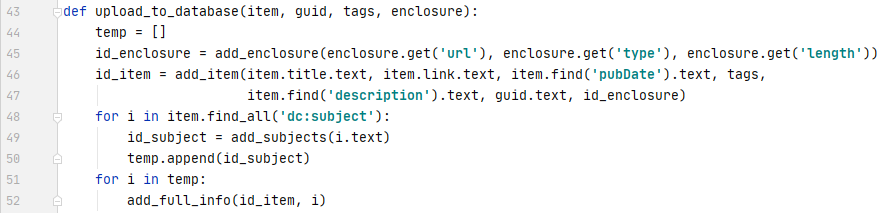 43 def upload_to_database(item, guid, tags, enclosure):
44     temp = []
45     id_enclosure = add_enclosure(enclosure.get('url'), enclosure.get('type'), enclosure.get('length'))
46     id_item = add_item(item.title.text, item.link.text, item.find('pubDate').text, tags,
47                        item.find('description').text, guid.text, id_enclosure)
48     for i in item.find_all('dc:subject'):
49         id_subject = add_subjects(i.text)
50         temp.append(id_subject)
51     for i in temp:
52         add_full_info(id_item, i)